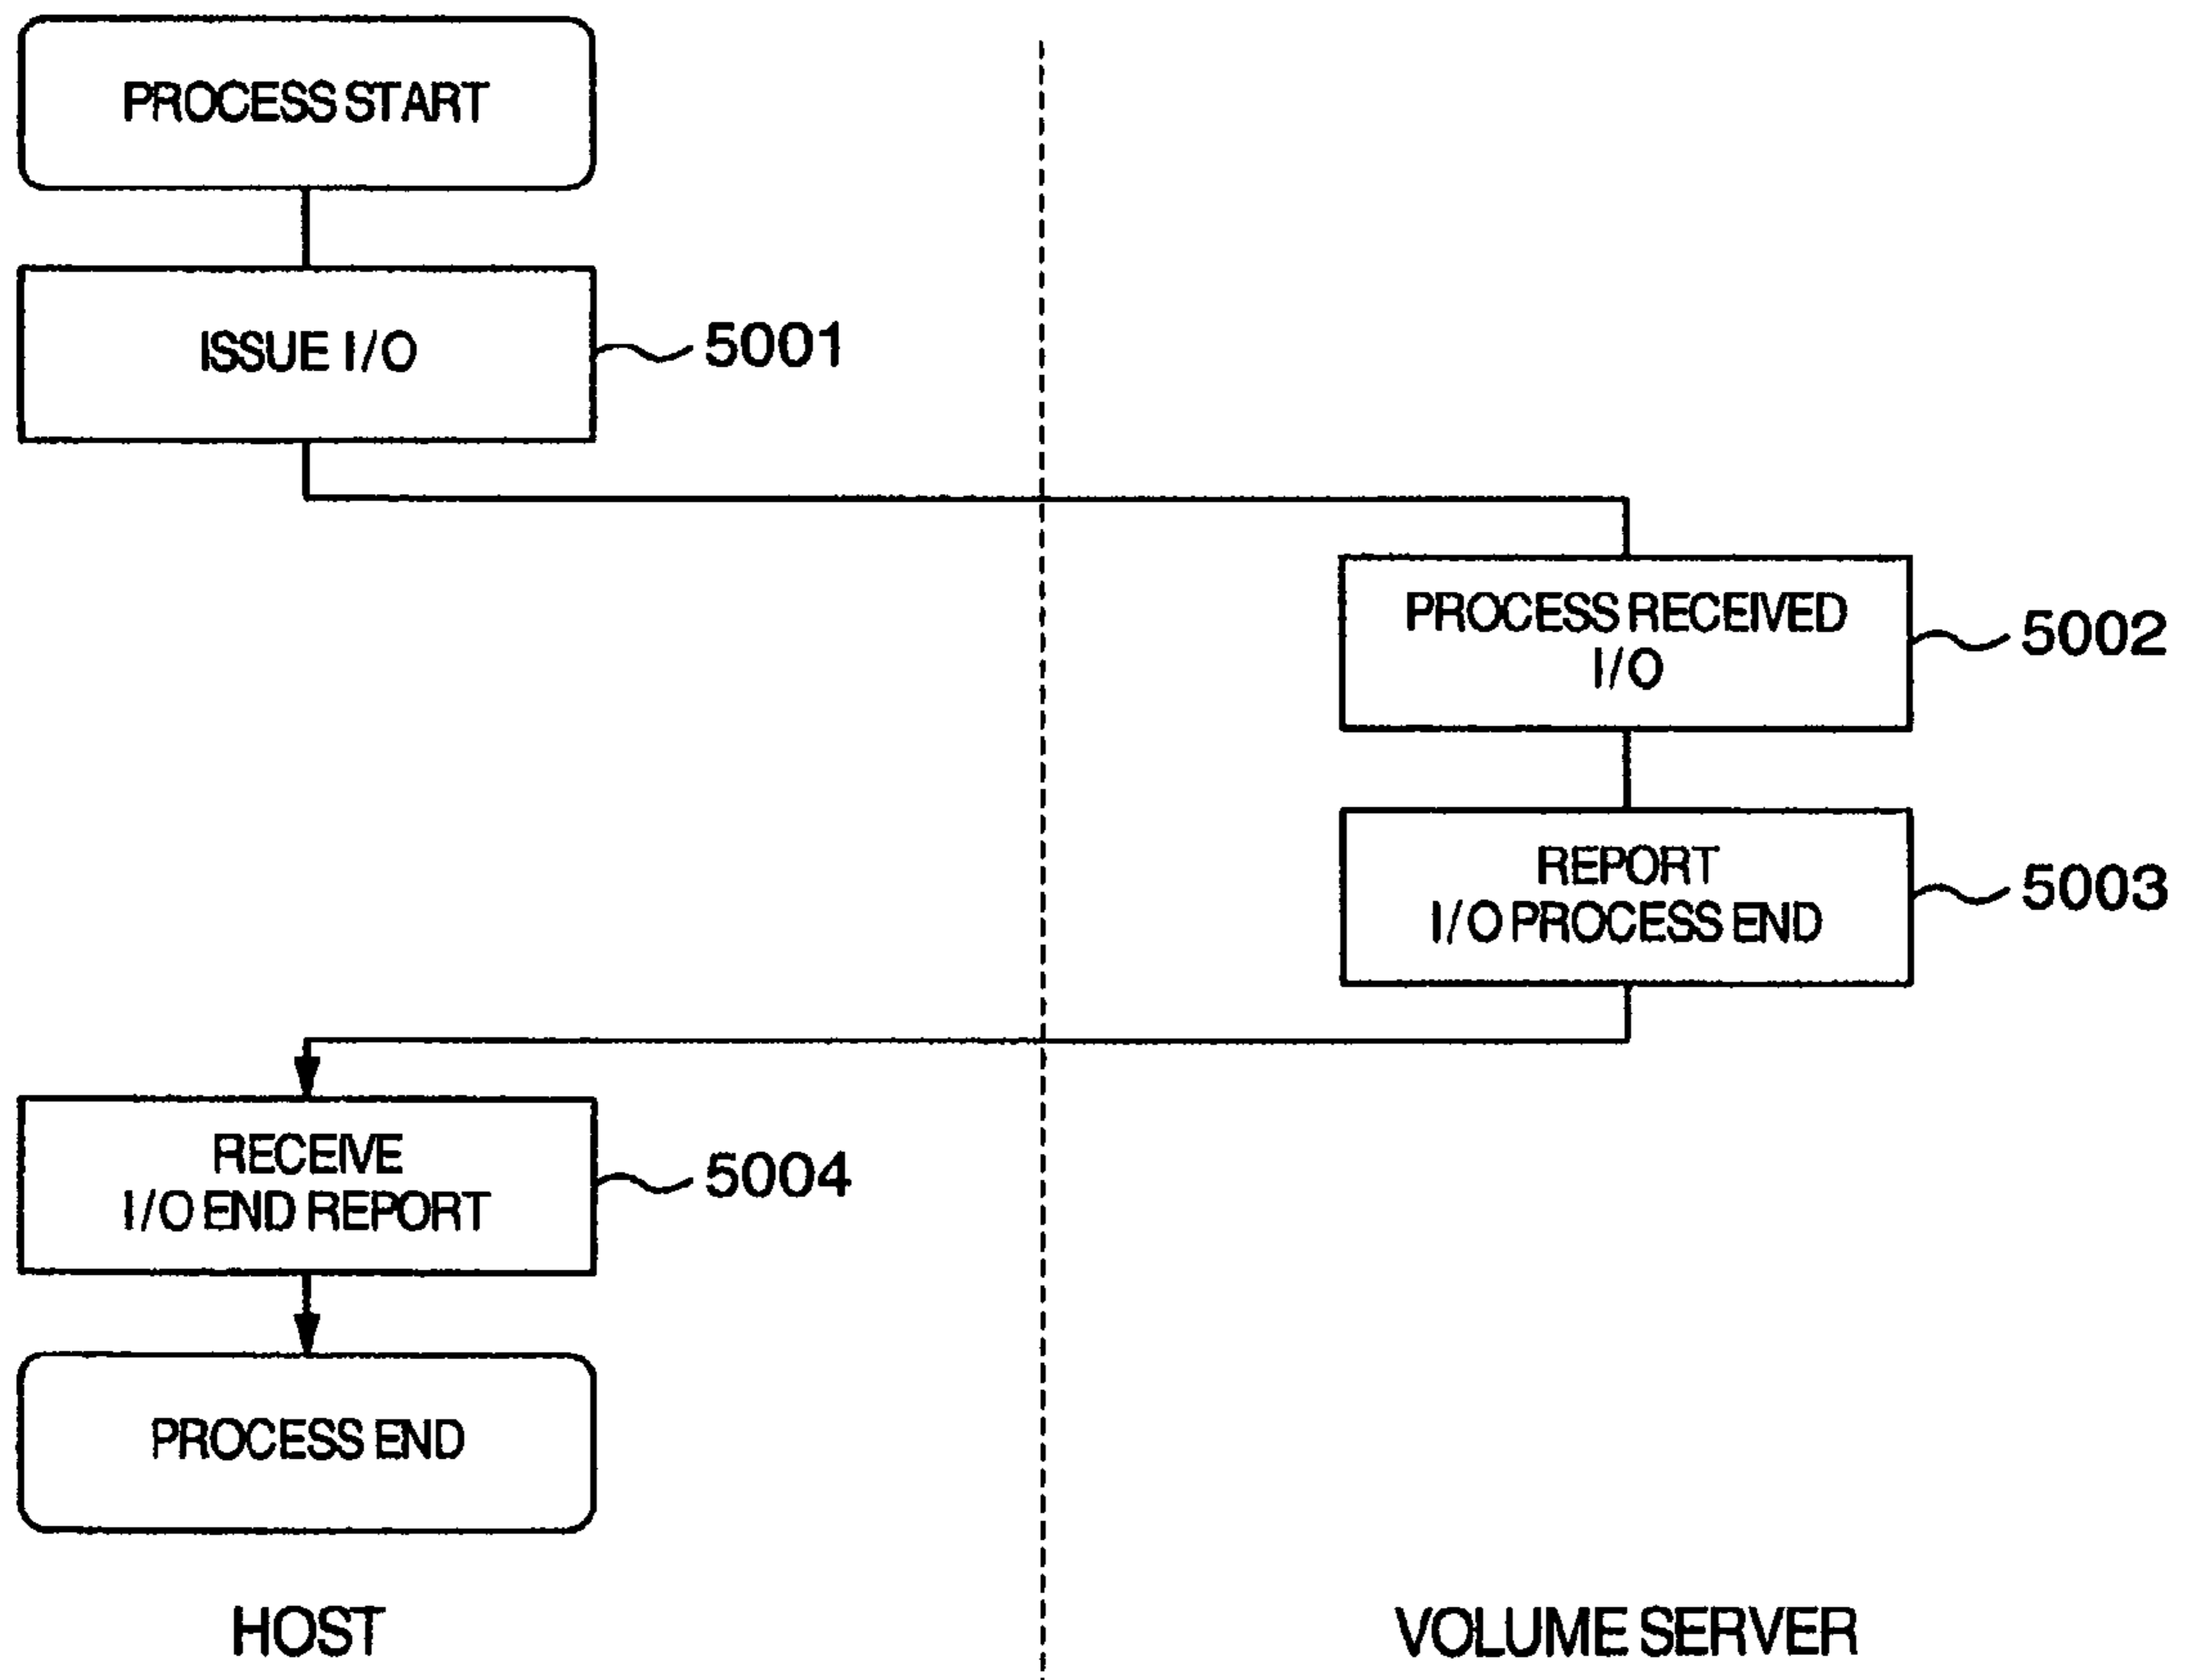 PROCESS START
ISSUE I/O
5001
PROCESS RECEIVED
I/O
5002
REPORT
I/O PROCESS END
5003
RECEIVE
I/O END REPORT
5004
PROCESS END
HOST
VOLUME SERVER